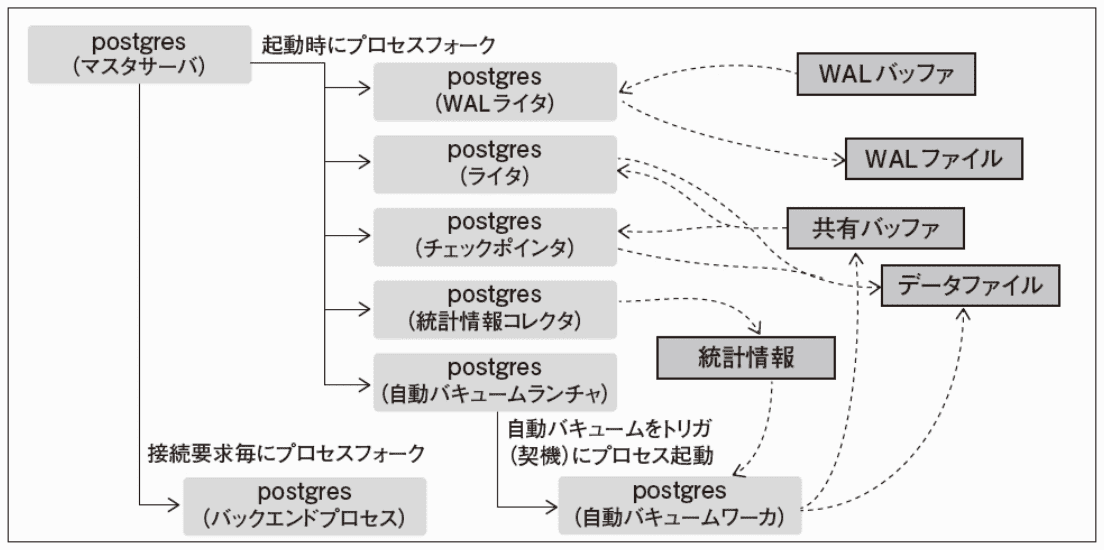 postgres
(マスタサーバ)
起動時にプロセスフォーク
postgres
(WALライタ)
WALバッファ
WALファイル
postgres
(ライタ)
postgres
(チェックポインタ)
共有バッファ
データファイル
postgres
(統計情報コレクタ)
統計情報
postgres
(自動バキュームランチャ)
自動バキュームをトリガ
(契機)にプロセス起動
接続要求毎にプロセスフォーク
postgres
(バックエンドプロセス)
postgres
(自動バキュームワーカ)